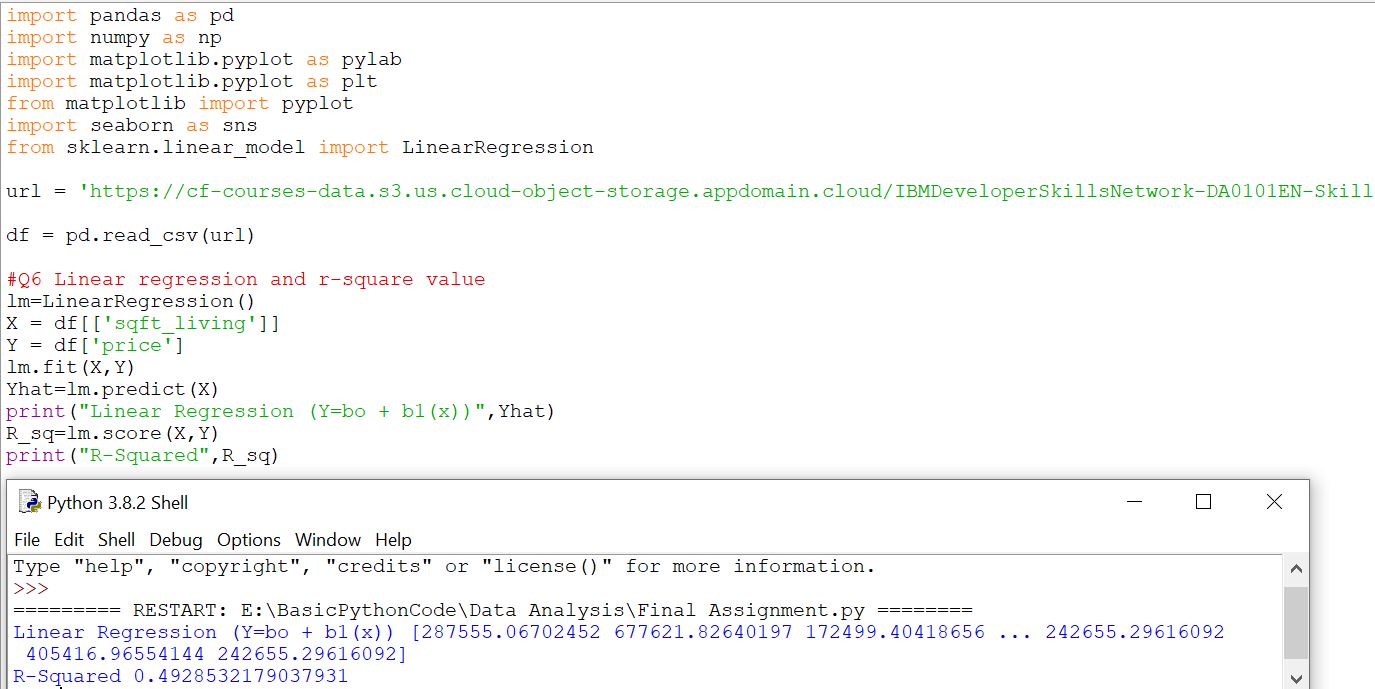 import pandas as pd
import numpy as np
import matplotlib.pyplot as pylab
import matplotlib.pyplot as plt
from matplotlib import pyplot
import seaborn as sns
from sklearn.linear_model import LinearRegression
url = 'https://cf-courses-data.s3.us.cloud-object-storage.appdomain.cloud/IBMDeveloperSkillsNetwork-DA0101EN-Skill
df = pd.read_csv(url)
#Q6 Linear regression and r-square value
lm=LinearRegression()
X = df[['sqft_living']]
Y = df['price']
lm.fit(X,Y)
Yhat=lm.predict(X)
print("Linear Regression (Y=bo + b1(x))",Yhat)
R_sq=lm.score(X,Y)
print("R-Squared",R_sq)
Python 3.8.2 Shell
File Edit Shell Debug Options Window Help
Type "help", "copyright", "credits" or "license()" for more information.
>>>
========= RESTART: E:\BasicPythonCode\Data Analysis\Final Assignment.py ========
Linear Regression (Y=bo + b1(x)) [287555.06702452 677621.82640197 172499.40418656 ... 242655.29616092
405416.96554144 242655.29616092]
R-Squared 0.4928532179037931